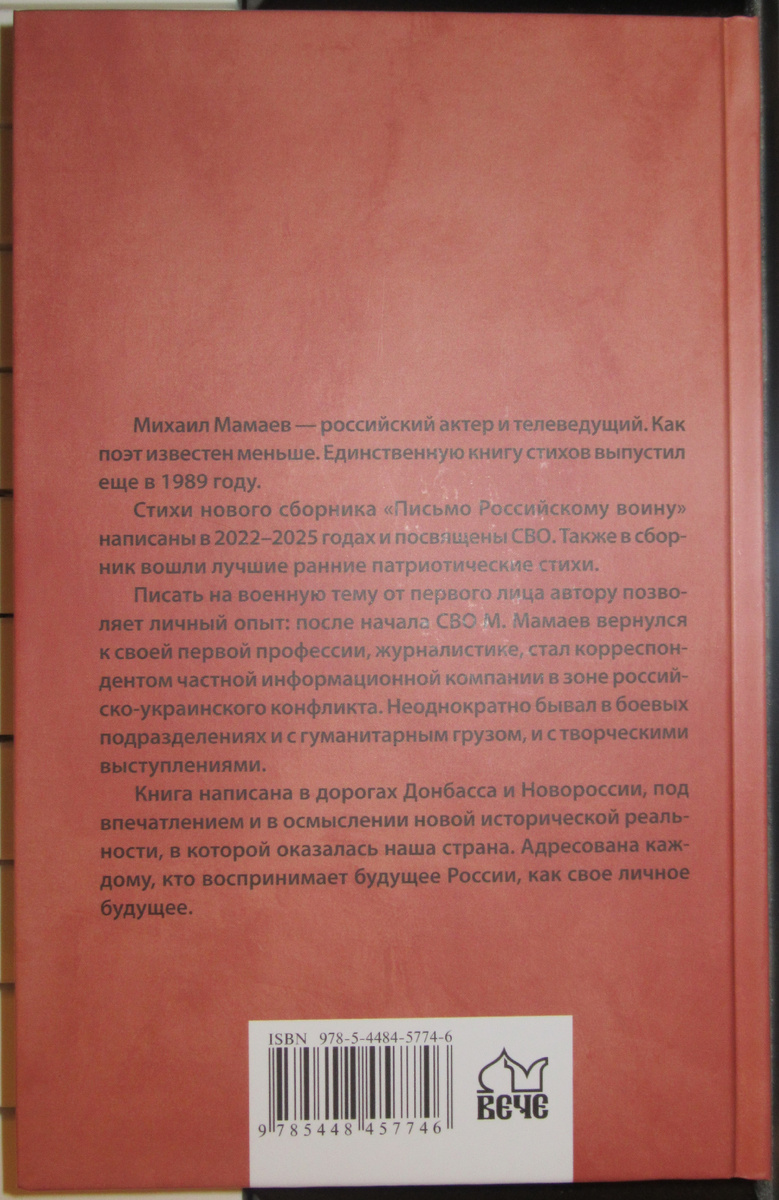 Михаил Мамаев — российский актер и телеведущий. Как
поэт известен меньше. Единственную книгу стихов выпустил
еще в 1989 году.
Стихи нового сборника «Письмо Российскому воину»
написаны в 2022–2025 годах и посвящены СВО. Также в сбор-
ник вошли лучшие ранние патриотические стихи.
Писать на военную тему от первого лица автору позво-
ляет личный опыт: после начала СВО М. Мамаев вернулся
к своей первой профессии, журналистике, стал корреспон-
дентом частной информационной компании в зоне россий-
ско-украинского конфликта. Неоднократно бывал в боевых
подразделениях и с гуманитарным грузом, и с творческими
выступлениями.
Книга написана в дорогах Донбасса и Новороссии, под
впечатлением и в осмыслении новой исторической реаль-
ности, в которой оказалась наша страна. Адресована каж-
дому, кто воспринимает будущее России, как свое личное
будущее.
ISBN 978-5-4484-5774-6
9 785448 457746
ВЕЧЕ